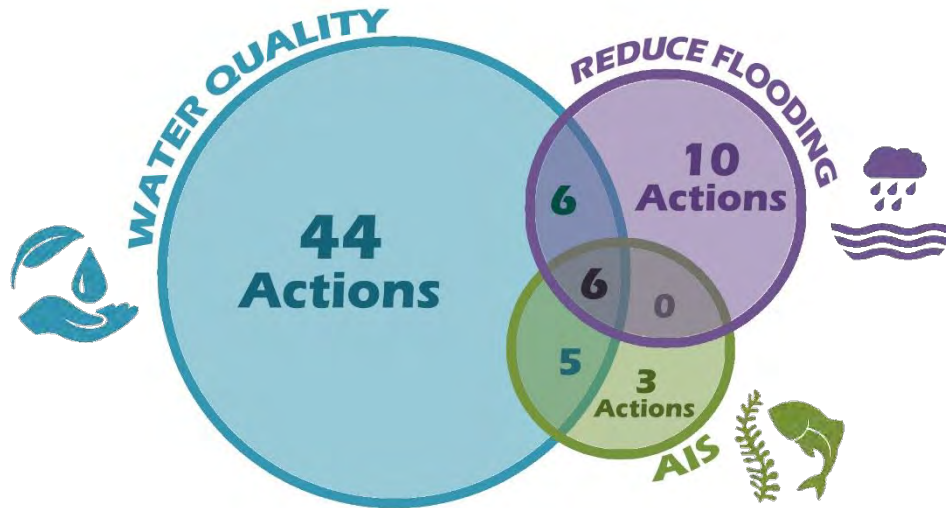 WATER QUALITY
REDUCE FLOODING
10
Actions
6
44
Actions
6
0
5
3
Actions
AIS